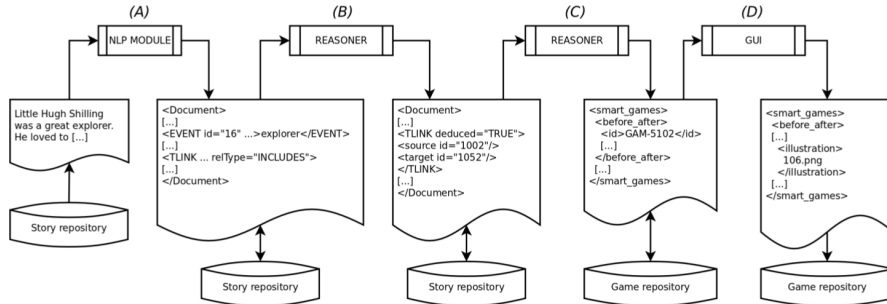 (A)
(B)
(C)
(D)
NLP MODULE
REASONER
REASONER
GUI
Little Hugh Shilling
was a great explorer.
He loved to [...]
Story repository
<Document>
[...]
<EVENT id="16" ...>explorer</EVENT>
[...]
<TLINK ... relType="INCLUDES">
[...]
</Document>
Story repository
<Document>
[...]
<TLINK deduced="TRUE">
<source id="1002"/>
<target id="1052"/>
</TLINK>
[...]
</Document>
Story repository
<smart_games>
<before_after>
<id>GAM-5102</id>
[...]
</before_after>
[...]
</smart_games>
Game repository
<smart_games>
<before_after>
[...]
<illustration>
106.png
</illustration>
[...]
</smart_games>
Game repository